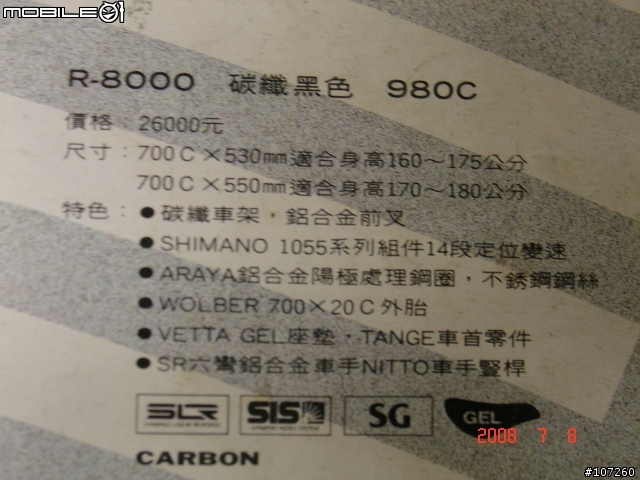 MOBILE01
R-8000 碳纖黑色 980C
價格：26000元
尺寸：700C×530mm適合身高160～175公分
700C×550mm適合身高170～180公分
特色：●碳纖車架，鋁合金前叉
●SHIMANO 1055系列組件14段定位變速
●ARAYA鋁合金陽極處理鋼圈，不銹鋼鋼絲
●WOLBER 700×20C外胎
●VETTA GEL座墊，TANGE車首零件
●SR六彎鋁合金車手NITTO車手豎桿
SLR SIS SG GEL
2008 7 8
CARBON
#107260